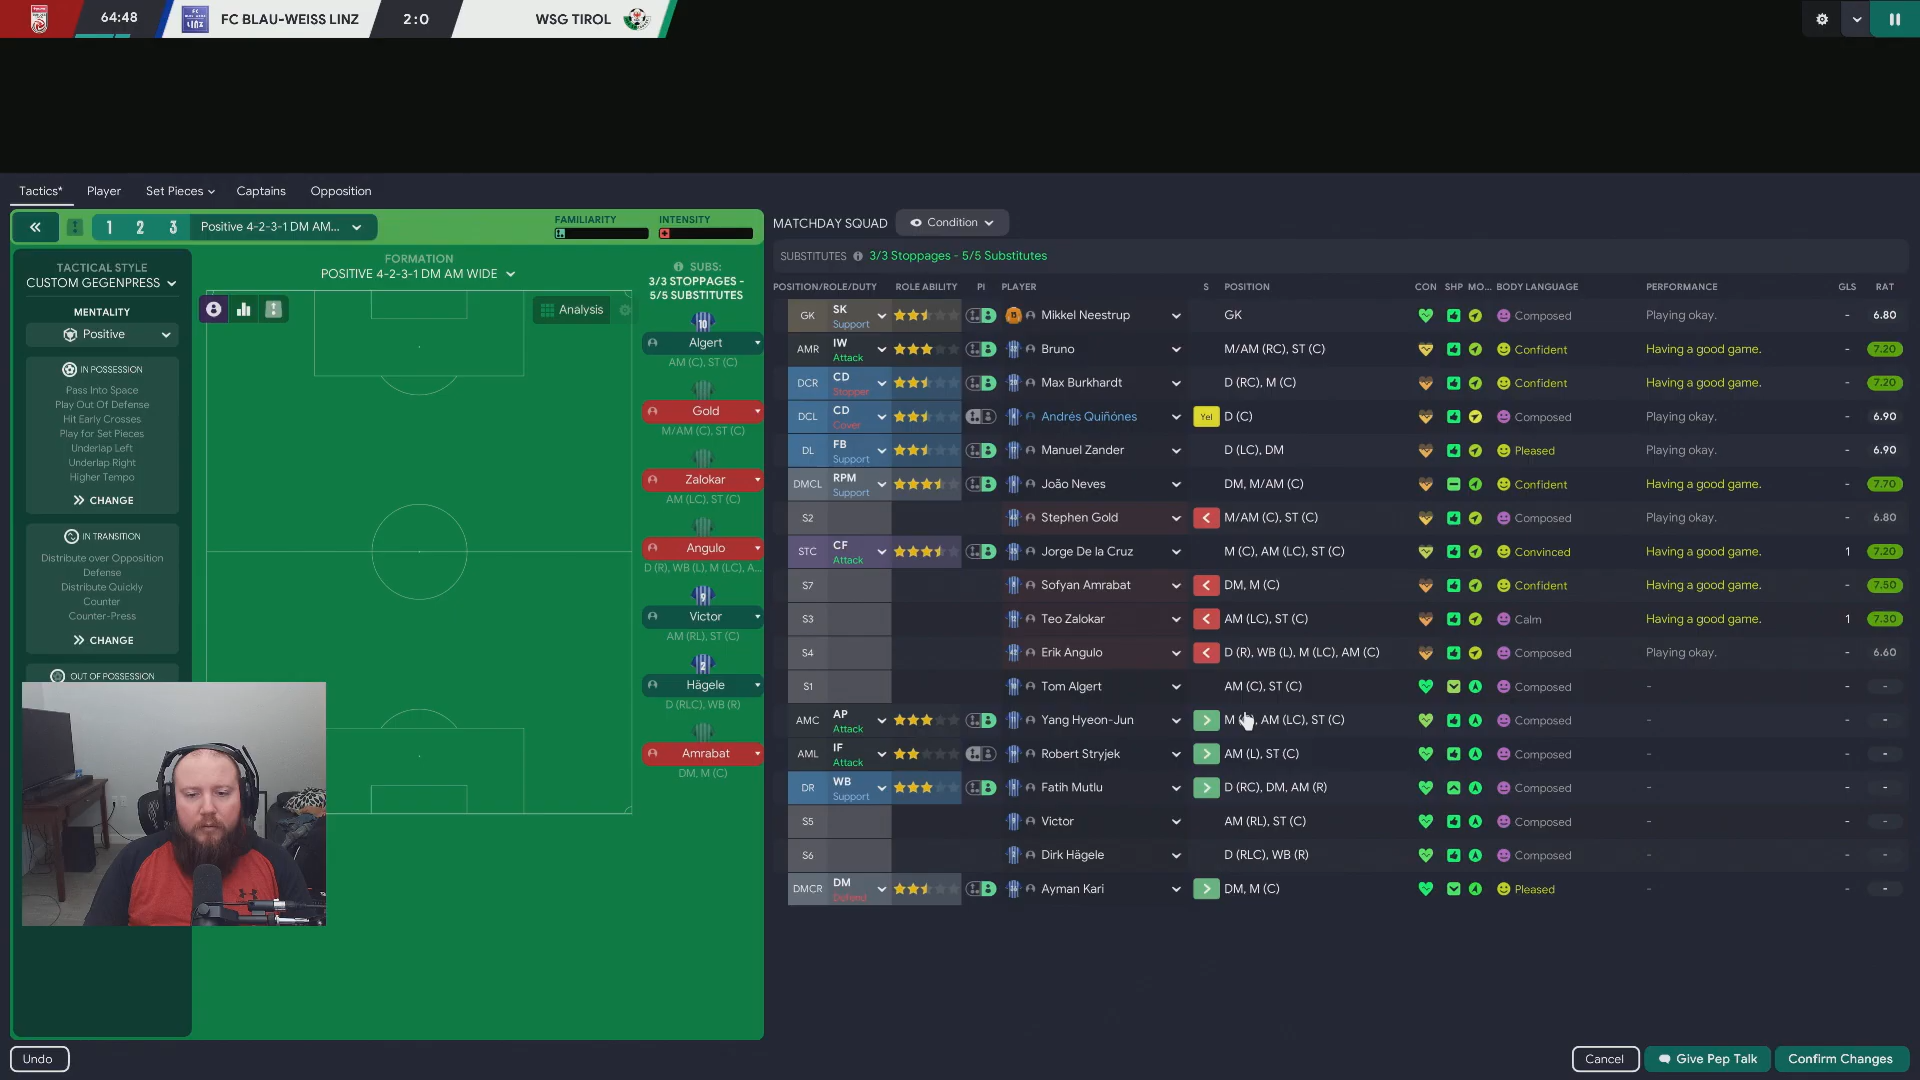 64:48
FC BLAU-WEISS LINZ
2:0
WSG TIROL
Tactics*
Player
Set Pieces
Captains
Opposition
1
2
3
Positive 4-2-3-1 DM AM...
FAMILIARITY
INTENSITY
TACTICAL STYLE
CUSTOM GEGENPRESS
MENTALITY
Positive
IN POSSESSION
Pass Into Space
Play Out Of Defense
Hit Early Crosses
Play for Set Pieces
Underlap Left
Underlap Right
Higher Tempo
CHANGE
IN TRANSITION
Distribute over Opposition
Defense
Distribute Quickly
Counter
Counter-Press
CHANGE
OUT OF POSSESSION
FORMATION
POSITIVE 4-2-3-1 DM AM WIDE
Analysis
SUBS:
3/3 STOPPAGES -
5/5 SUBSTITUTES
10
Algert
AM (C), ST (C)
Gold
M/AM (C), ST (C)
Zalokar
AM (LC), ST (C)
Angulo
D (R), WB (L), M (LC), A...
9
Victor
AM (RL), ST (C)
2
Hägele
D (RLC), WB (R)
Amrabat
DM, M (C)
MATCHDAY SQUAD
Condition
SUBSTITUTES 3/3 Stoppages - 5/5 Substitutes
POSITION/ROLE/DUTY ROLE ABILITY PI PLAYER S POSITION CON SHP MO... BODY LANGUAGE PERFORMANCE GLS RAT
GK SK Support Mikkel Neestrup GK Composed Playing okay. - 6.80
AMR IW Attack Bruno M/AM (RC), ST (C) Confident Having a good game. - 7.20
DCR CD Stopper Max Burkhardt D (RC), M (C) Confident Having a good game. - 7.20
DCL CD Cover Andrés Quiñónes Yel D (C) Composed Playing okay. - 6.90
DL FB Support Manuel Zander D (LC), DM Pleased Playing okay. - 6.90
DMCL RPM Support João Neves DM, M/AM (C) Confident Having a good game. - 7.70
S2 Stephen Gold M/AM (C), ST (C) Composed Playing okay. - 6.80
STC CF Attack Jorge De la Cruz M (C), AM (LC), ST (C) Convinced Having a good game. 1 7.20
S7 Sofyan Amrabat DM, M (C) Confident Having a good game. - 7.50
S3 Teo Zalokar AM (LC), ST (C) Calm Having a good game. 1 7.30
S4 Erik Angulo D (R), WB (L), M (LC), AM (C) Composed Playing okay. - 6.60
S1 Tom Algert AM (C), ST (C) Composed - - -
AMC AP Attack Yang Hyeon-Jun M AM (LC), ST (C) Composed - - -
AML IF Attack Robert Stryjek AM (L), ST (C) Composed - - -
DR WB Support Fatih Mutlu D (RC), DM, AM (R) Composed - - -
S5 Victor AM (RL), ST (C) Composed - - -
S6 Dirk Hägele D (RLC), WB (R) Composed - - -
DMCR DM Defend Ayman Kari DM, M (C) Pleased - - -
Undo
Cancel
Give Pep Talk
Confirm Changes